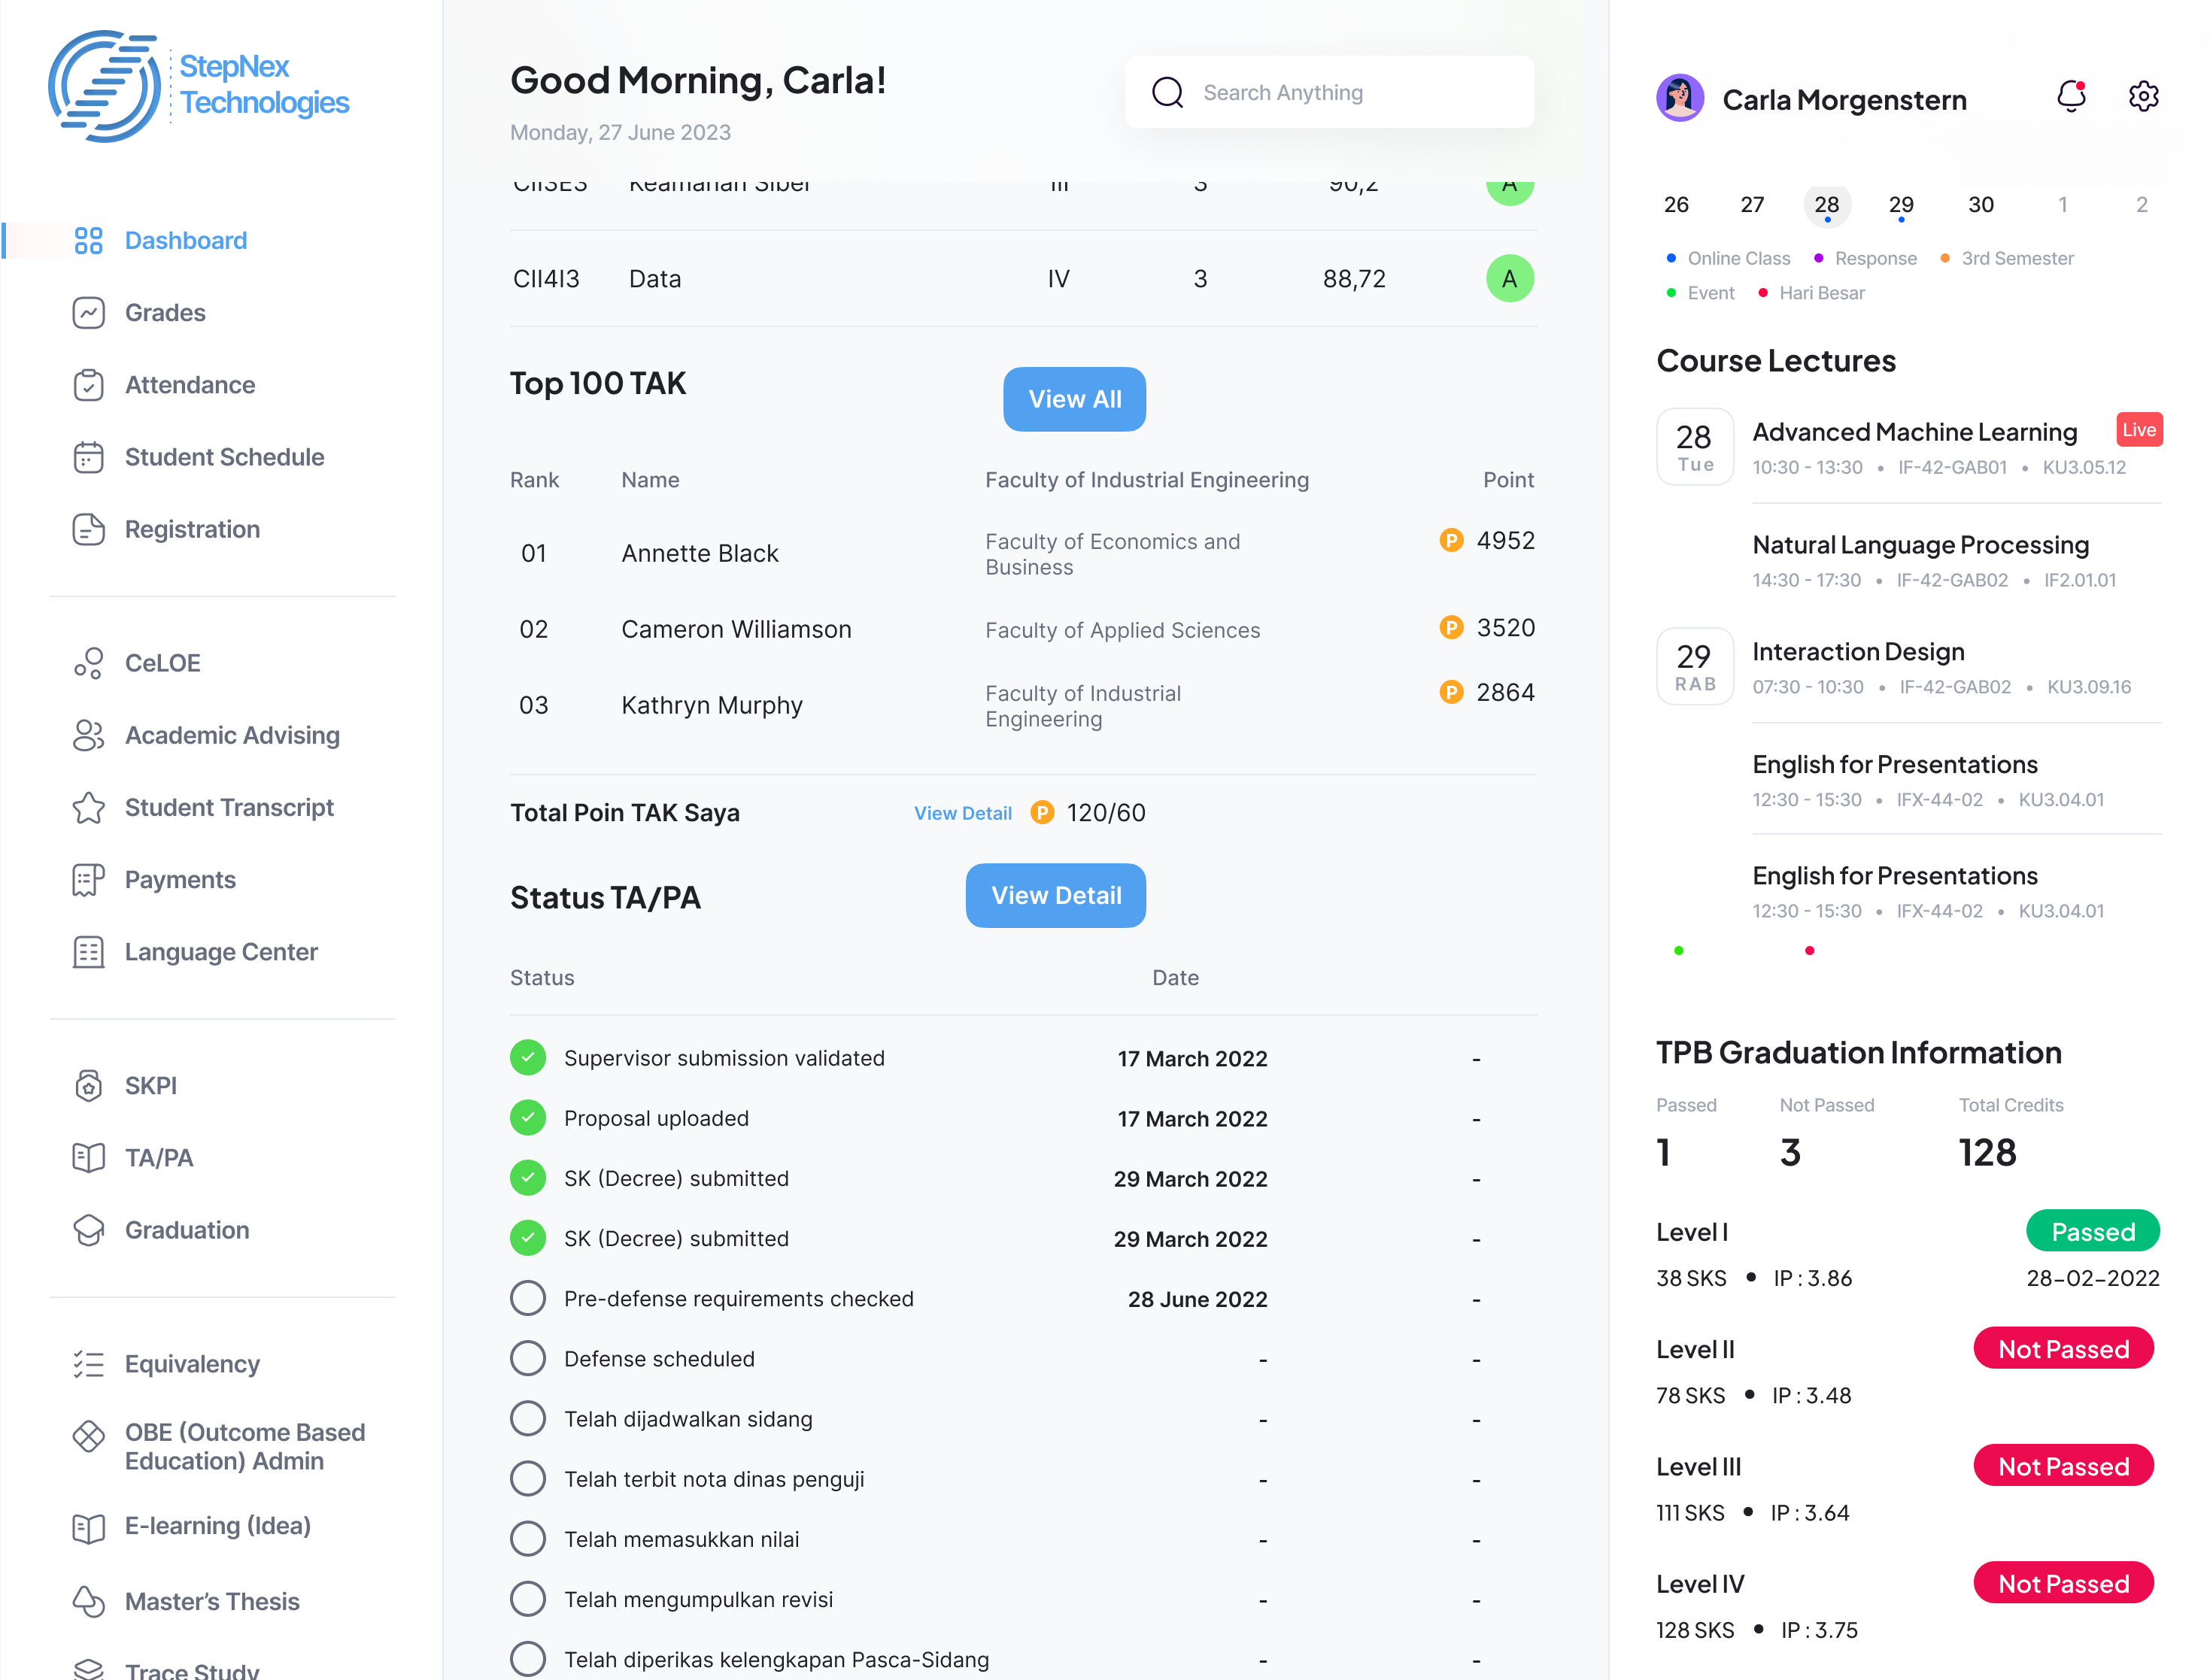 StepNex
Technologies
Dashboard
Grades
Attendance
Student Schedule
Registration
CeLOE
Academic Advising
Student Transcript
Payments
Language Center
SKPI
TA/PA
Graduation
Equivalency
OBE (Outcome Based
Education) Admin
E-learning (Idea)
Master's Thesis
Trace Study
Good Morning, Carla!
Monday, 27 June 2023
Search Anything
CII3E3 Keamanan Siber III 3 90,2 A
CII4I3 Data IV 3 88,72 A
Top 100 TAK
View All
Rank Name Faculty of Industrial Engineering Point
01 Annette Black Faculty of Economics and
Business P 4952
02 Cameron Williamson Faculty of Applied Sciences P 3520
03 Kathryn Murphy Faculty of Industrial
Engineering P 2864
Total Poin TAK Saya View Detail P 120/60
Status TA/PA
View Detail
Status Date
Supervisor submission validated 17 March 2022 -
Proposal uploaded 17 March 2022 -
SK (Decree) submitted 29 March 2022 -
SK (Decree) submitted 29 March 2022 -
Pre-defense requirements checked 28 June 2022 -
Defense scheduled - -
Telah dijadwalkan sidang - -
Telah terbit nota dinas penguji - -
Telah memasukkan nilai - -
Telah mengumpulkan revisi - -
Telah diperikas kelengkapan Pasca-Sidang - -
Carla Morgenstern
26 27 28 29 30 1 2
Online Class Response 3rd Semester
Event Hari Besar
Course Lectures
28
Tue
Advanced Machine Learning Live
10:30 - 13:30 • IF-42-GAB01 • KU3.05.12
Natural Language Processing
14:30 - 17:30 • IF-42-GAB02 • IF2.01.01
29
RAB
Interaction Design
07:30 - 10:30 • IF-42-GAB02 • KU3.09.16
English for Presentations
12:30 - 15:30 • IFX-44-02 • KU3.04.01
English for Presentations
12:30 - 15:30 • IFX-44-02 • KU3.04.01
TPB Graduation Information
Passed Not Passed Total Credits
1 3 128
Level I Passed
38 SKS • IP : 3.86 28-02-2022
Level II Not Passed
78 SKS • IP : 3.48
Level III Not Passed
111 SKS • IP : 3.64
Level IV Not Passed
128 SKS • IP : 3.75